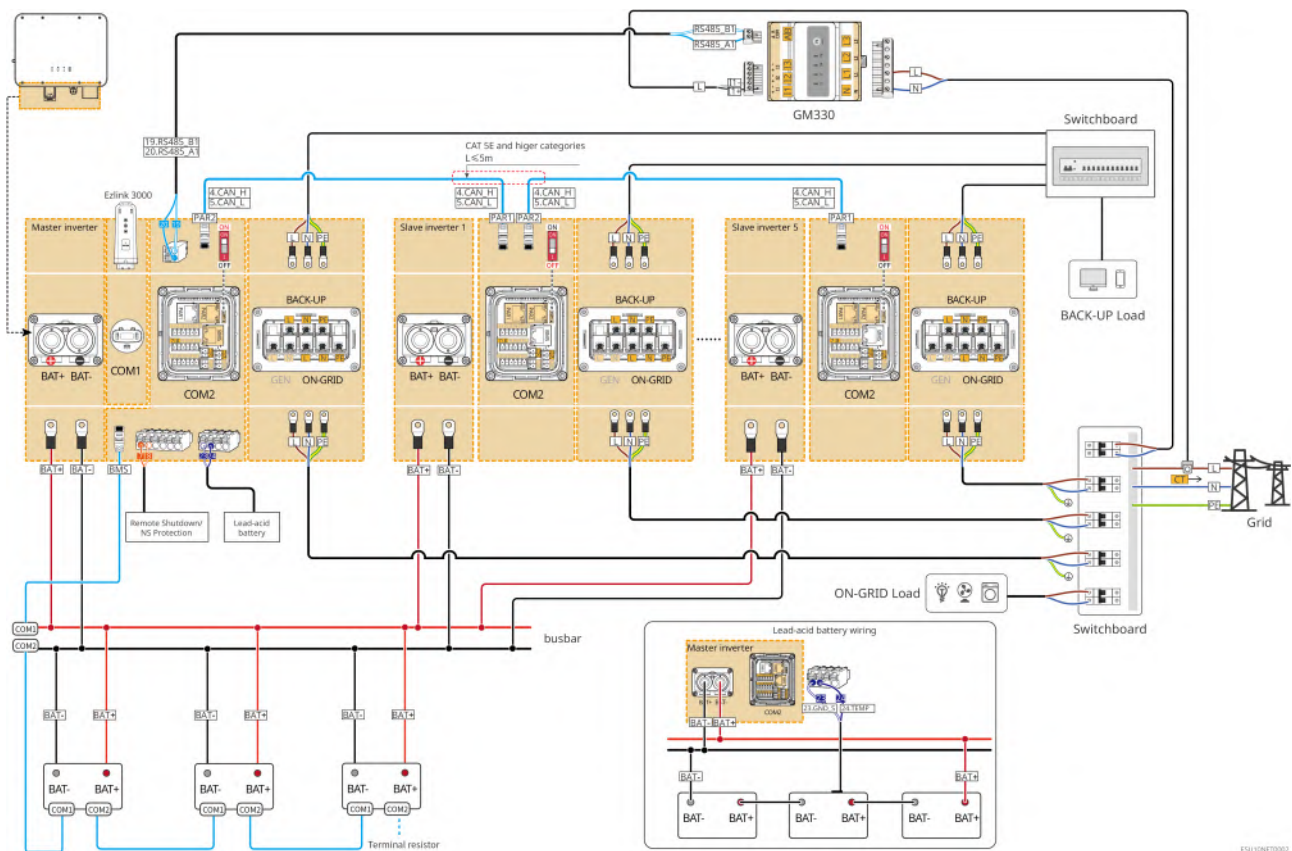 RS485_B1
RS485_A1
L
L
N
GM330
Switchboard
19.RS485_B1
20.RS485_A1
CAT 5E and higer categories
L≤5m
Ezlink 3000
4.CAN_H
5.CAN_L
4.CAN_H
5.CAN_L
4.CAN_H
5.CAN_L
4.CAN_H
5.CAN_L
PAR2
PAR1
PAR2
PAR1
Master inverter
Slave inverter 1
Slave inverter 5
ON
OFF
ON
OFF
ON
OFF
L N PE
L N PE
L N PE
BACK-UP
BACK-UP
BACK-UP
BACK-UP Load
L N PE
L N PE
L N PE
BAT+ BAT-
COM1
COM2
GEN ON-GRID
BAT+ BAT-
COM2
GEN ON-GRID
BAT+ BAT-
COM2
GEN ON-GRID
L N PE
L N PE
L N PE
BAT+
BAT-
BMS
BAT+
BAT-
BAT+
BAT-
CT
L
N
PE
Grid
Remote Shutdown/
NS Protection
Lead-acid
battery
ON-GRID Load
Switchboard
COM1
COM2
busbar
Lead-acid battery wiring
Master inverter
COM2
23.GND_S
24.TEMP
BAT-
BAT+
BAT-
BAT+
BAT-
BAT+
BAT-
BAT+
BAT-
BAT+
BAT- BAT+
BAT- BAT+
BAT- BAT+
COM1 COM2
COM1 COM2
COM1 COM2
BAT- BAT+
BAT- BAT+
BAT- BAT+
Terminal resistor